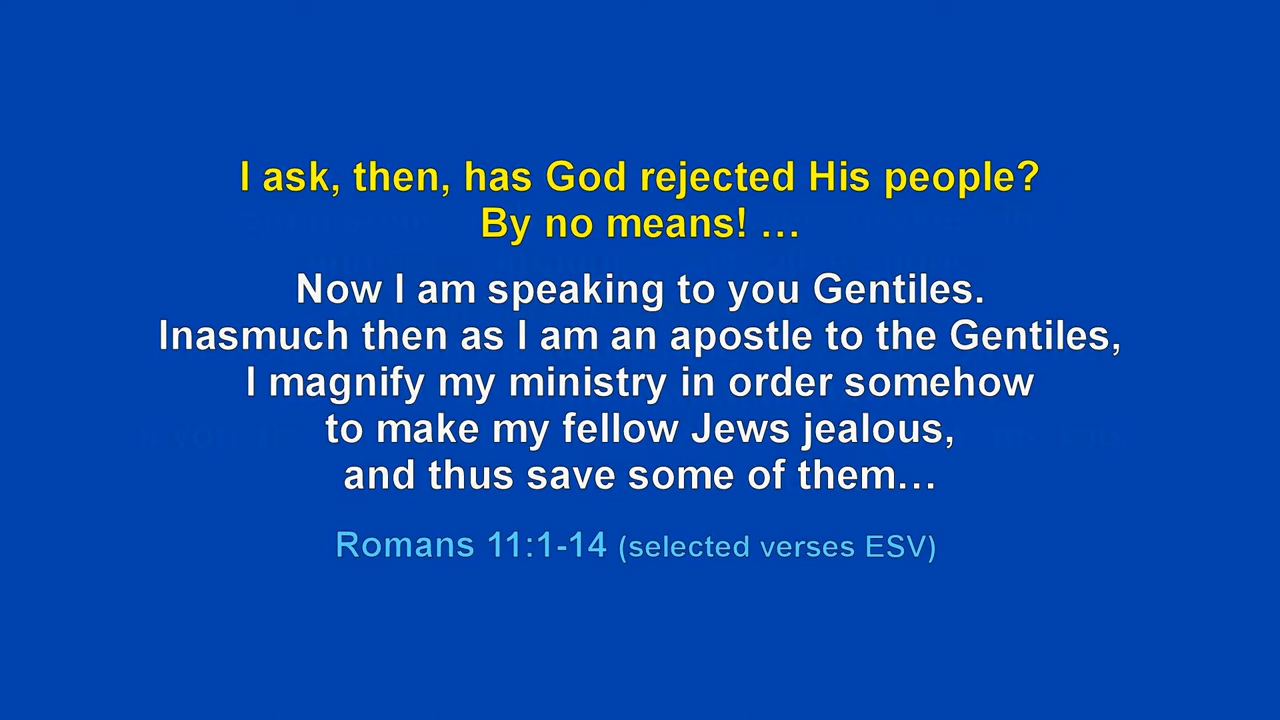 I ask, then, has God rejected His people?
By no means! …
Now I am speaking to you Gentiles.
Inasmuch then as I am an apostle to the Gentiles,
I magnify my ministry in order somehow
to make my fellow Jews jealous,
and thus save some of them…
Romans 11:1-14 (selected verses ESV)